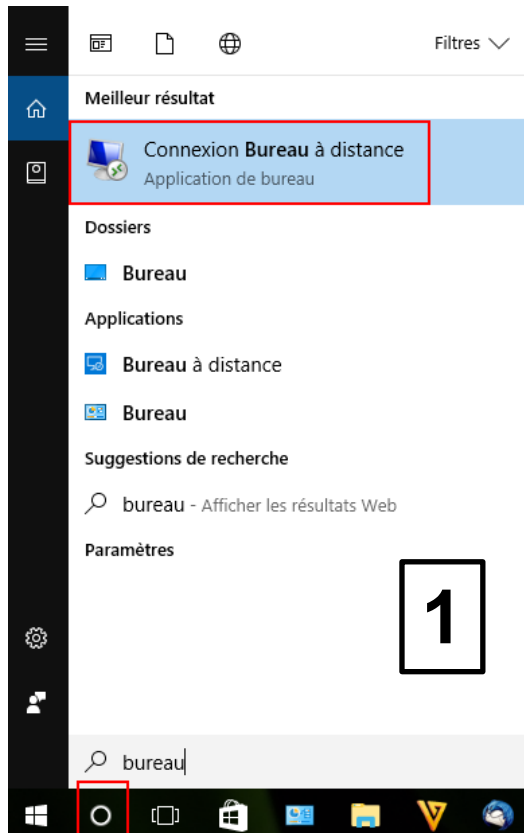 Filtres
Meilleur résultat
Connexion Bureau à distance
Application de bureau
Dossiers
Bureau
Applications
Bureau à distance
Bureau
Suggestions de recherche
bureau - Afficher les résultats Web
Paramètres
1
bureau